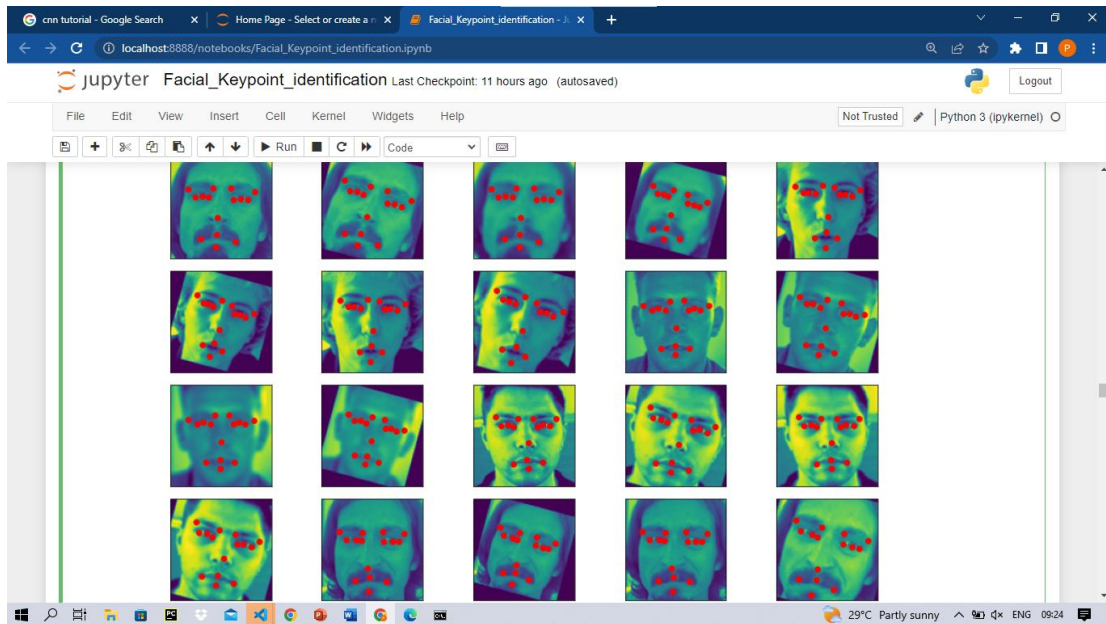 cnn tutorial - Google Search
Home Page - Select or create a n
Facial_Keypoint_identification - Ju
localhost:8888/notebooks/Facial_Keypoint_identification.ipynb
P
jupyter Facial_Keypoint_identification Last Checkpoint: 11 hours ago (autosaved)
Logout
File Edit View Insert Cell Kernel Widgets Help
Not Trusted
Python 3 (ipykernel)
Run
Code
29°C Partly sunny
ENG
09:24